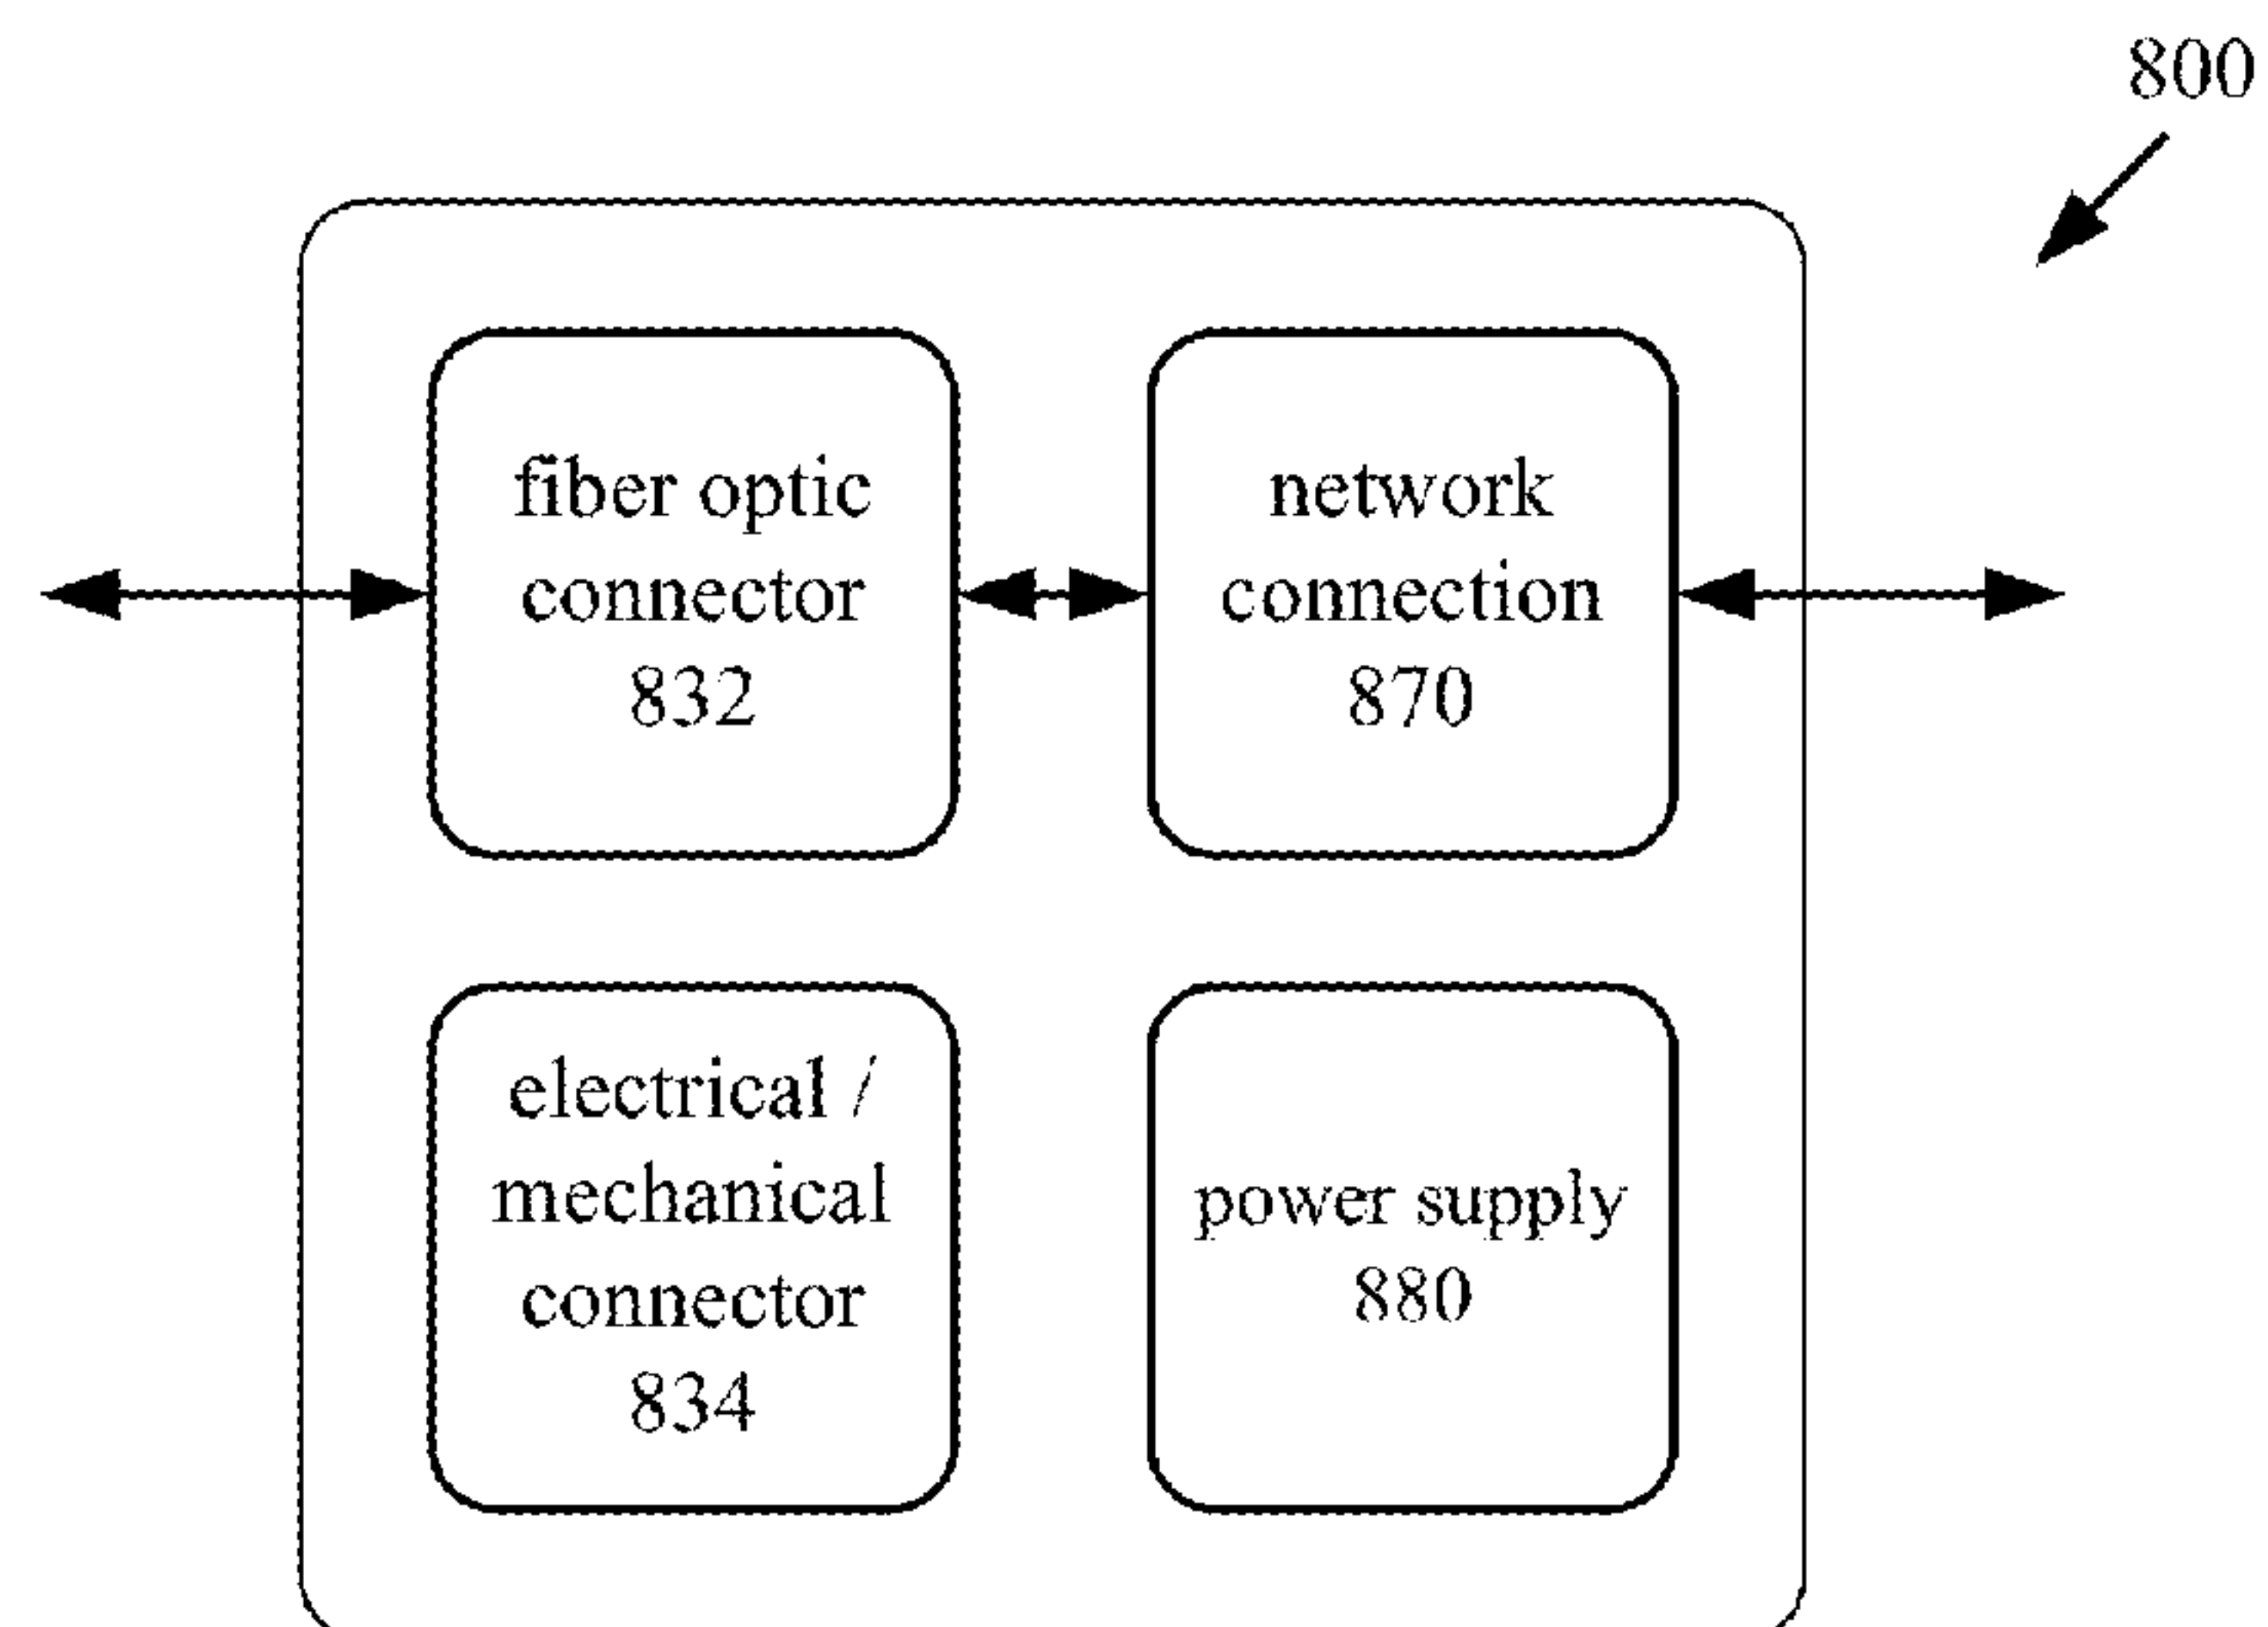 800
fiber optic
connector
832
network
connection
870
electrical /
mechanical
connector
834
power supply
880